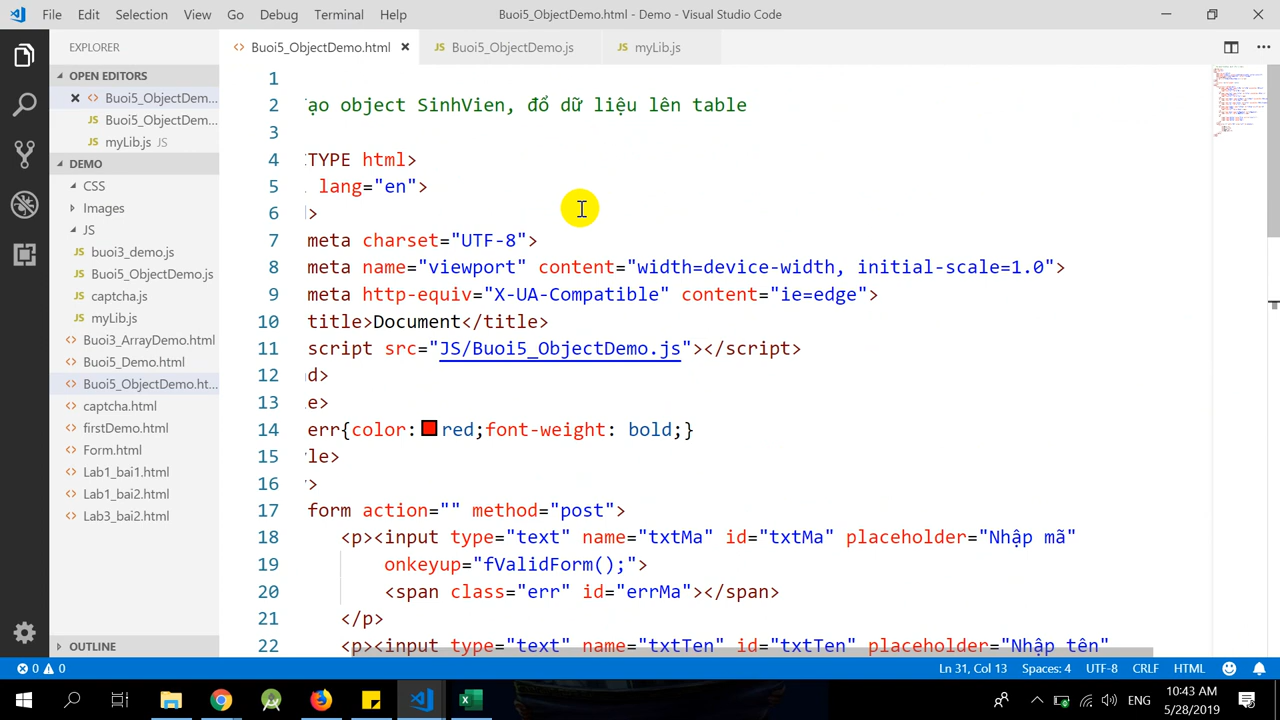 File Edit Selection View Go Debug Terminal Help
Buoi5_ObjectDemo.html - Demo - Visual Studio Code
EXPLORER
OPEN EDITORS
Buoi5_ObjectDem...
Buoi5_ObjectDem...
myLib.js JS
DEMO
CSS
Images
JS
buoi3_demo.js
Buoi5_ObjectDemo.js
captcha.js
myLib.js
Buoi3_ArrayDemo.html
Buoi5_Demo.html
Buoi5_ObjectDemo.ht...
captcha.html
firstDemo.html
Form.html
Lab1_bai1.html
Lab1_bai2.html
Lab3_bai2.html
OUTLINE
Buoi5_ObjectDemo.html
JS Buoi5_ObjectDemo.js
JS myLib.js
1
2 ạo object SinhVien, đổ dữ liệu lên table
3
4 TYPE html>
5 lang="en">
6 >
7 meta charset="UTF-8">
8 meta name="viewport" content="width=device-width, initial-scale=1.0">
9 meta http-equiv="X-UA-Compatible" content="ie=edge">
10 title>Document</title>
11 script src="JS/Buoi5_ObjectDemo.js"></script>
12 d>
13 le>
14 err{color:red;font-weight: bold;}
15 le>
16 >
17 form action="" method="post">
18 <p><input type="text" name="txtMa" id="txtMa" placeholder="Nhập mã"
19 onkeyup="fValidForm();">
20 <span class="err" id="errMa"></span>
21 </p>
22 <p><input type="text" name="txtTen" id="txtTen" placeholder="Nhập tên"
0 0
Ln 31, Col 13 Spaces: 4 UTF-8 CRLF HTML
ENG
10:43 AM
5/28/2019